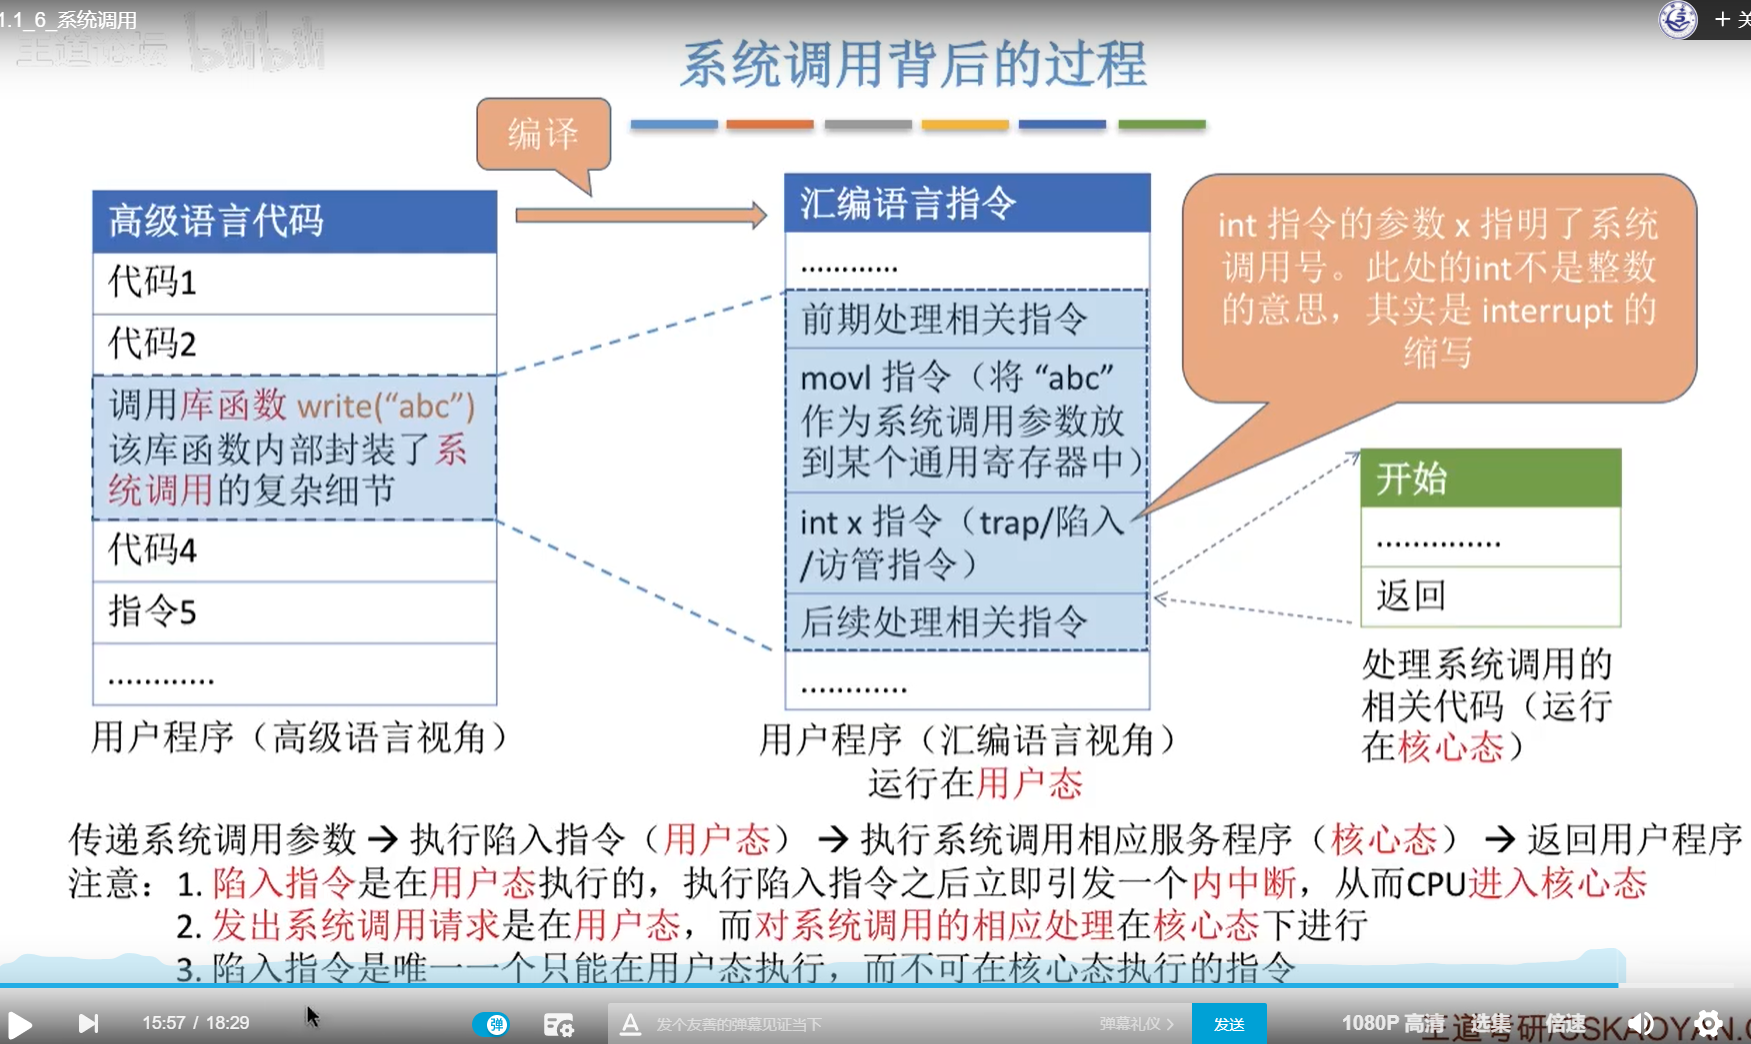 1.1_6_系统调用
关
王道论坛 bilibili
系统调用背后的过程
编译
高级语言代码
代码1
代码2
调用库函数 write(“abc”)
该库函数内部封装了系
统调用的复杂细节
代码4
指令5
............
用户程序（高级语言视角）
汇编语言指令
............
前期处理相关指令
movl 指令（将 “abc”
作为系统调用参数放
到某个通用寄存器中）
int x 指令（trap/陷入
/访管指令）
后续处理相关指令
............
用户程序（汇编语言视角）
运行在用户态
int 指令的参数 x 指明了系统
调用号。此处的int不是整数
的意思，其实是 interrupt 的
缩写
开始
..............
返回
处理系统调用的
相关代码（运行
在核心态）
传递系统调用参数 → 执行陷入指令（用户态） → 执行系统调用相应服务程序（核心态） → 返回用户程序
注意：1. 陷入指令是在用户态执行的，执行陷入指令之后立即引发一个内中断，从而CPU进入核心态
2. 发出系统调用请求是在用户态，而对系统调用的相应处理在核心态下进行
3. 陷入指令是唯一一个只能在用户态执行，而不可在核心态执行的指令
15:57 / 18:29
弹
发个友善的弹幕见证当下
弹幕礼仪 >
发送
1080P 高清
选集
倍速
王道考研/CSKAOYAN.C